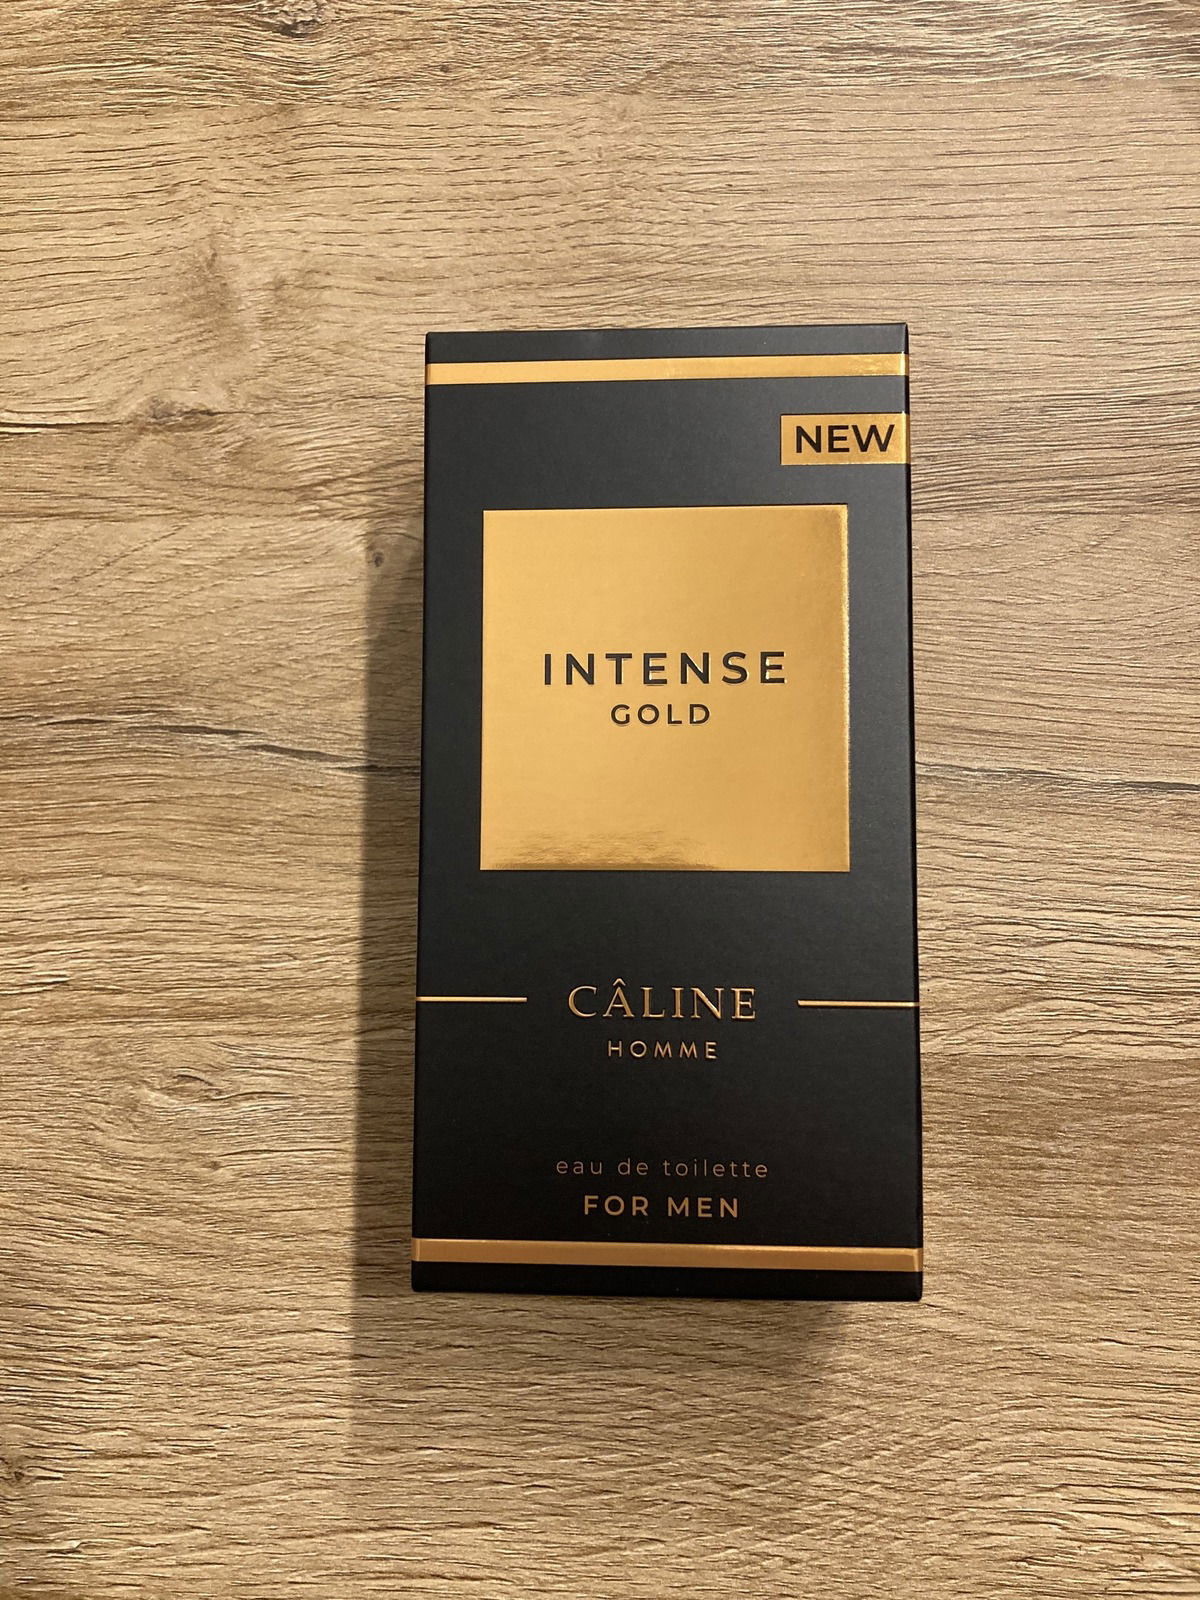 NEW
INTENSE
GOLD
CÂLINE
HOMME
eau de toilette
FOR MEN